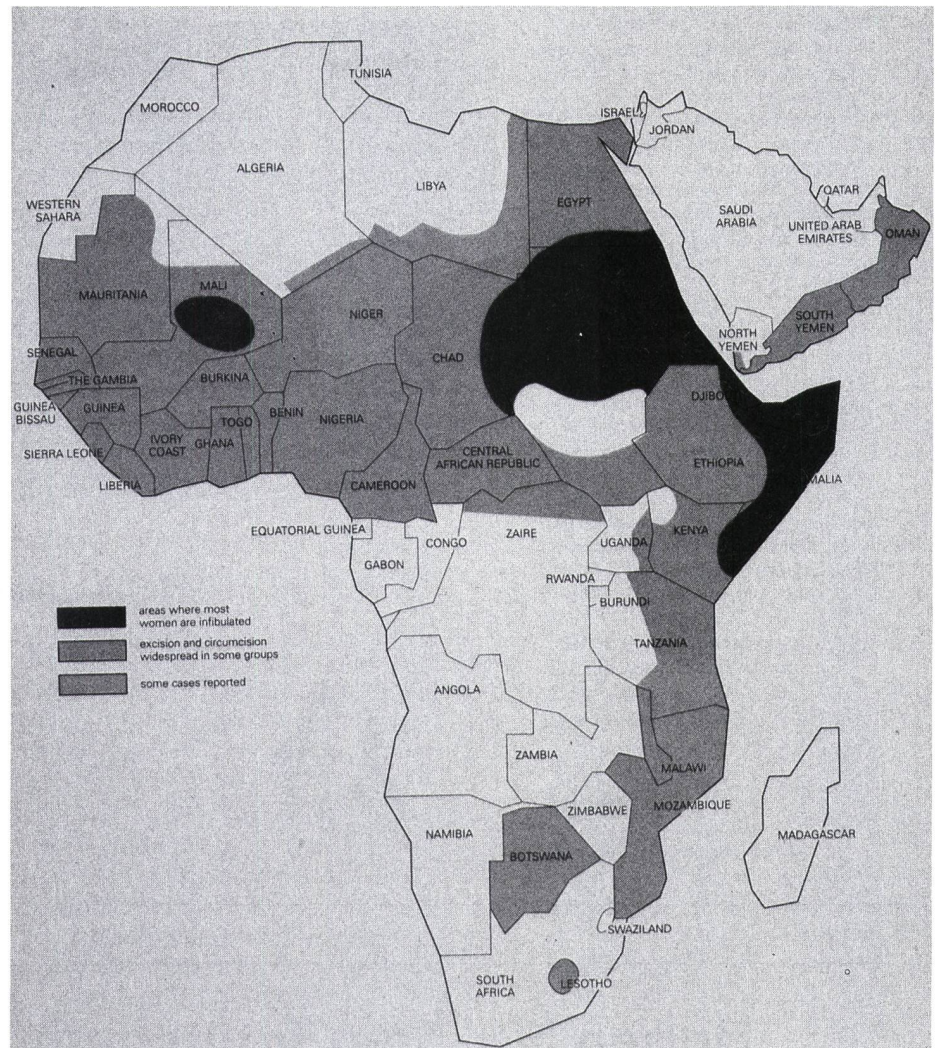 TUNISIA
MOROCCO
ISRAEL
JORDAN
ALGERIA
LIBYA
EGYPT
QATAR
WESTERN
SAHARA
SAUDI
ARABIA
UNITED ARAB
EMIRATES
OMAN
MAURITANIA
MALI
NIGER
SOUTH
YEMEN
NORTH
YEMEN
SENEGAL
CHAD
THE GAMBIA
BURKINA
DJIBOU
GUINEA
BISSAU
GUINEA
BENIN
TOGO
NIGERIA
IVORY
COAST
GHANA
SIERRA LEONE
CENTRAL
AFRICAN REPUBLIC
ETHIOPIA
MALIA
LIBERIA
CAMEROON
EQUATORIAL GUINEA
CONGO
ZAIRE
UGANDA
KENYA
GABON
RWANDA
BURUNDI
areas where most
women are infibulated
excision and circumcision
widespread in some groups
some cases reported
TANZANIA
ANGOLA
ZAMBIA
MALAWI
ZIMBABWE
MOZAMBIQUE
NAMIBIA
MADAGASCAR
BOTSWANA
SWAZILAND
SOUTH
AFRICA
LESOTHO